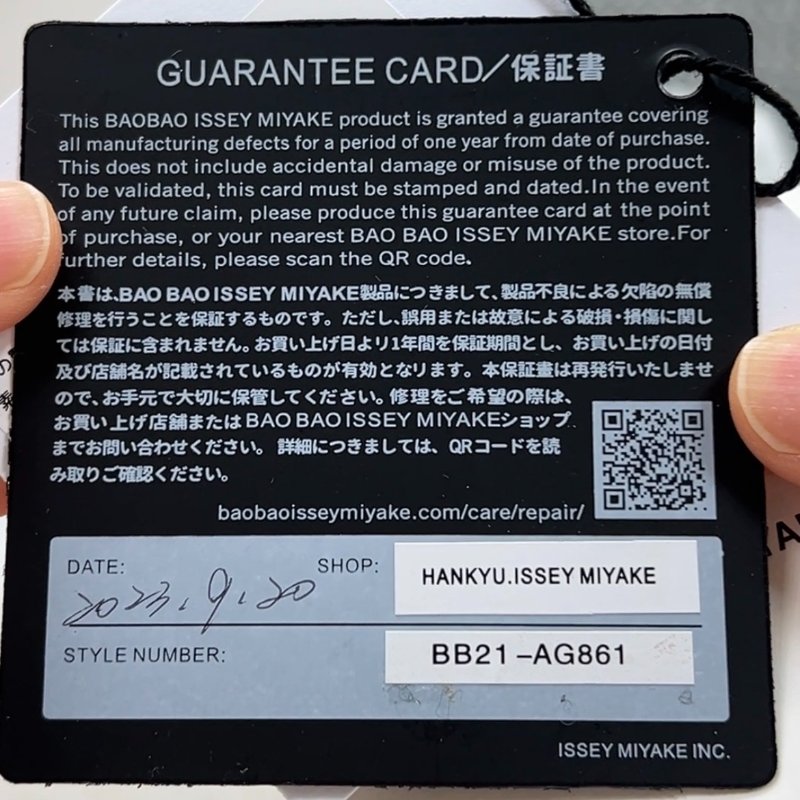 GUARANTEE CARD/保証書
This BAOBAO ISSEY MIYAKE product is granted a guarantee covering
all manufacturing defects for a period of one year from date of purchase.
This does not include accidental damage or misuse of the product.
To be validated, this card must be stamped and dated.In the event
of any future claim, please produce this guarantee card at the point
of purchase, or your nearest BAO BAO ISSEY MIYAKE store.For
further details, please scan the QR code.
本書は、BAO BAO ISSEY MIYAKE製品につきまして、製品不良による欠陥の無償
修理を行うことを保証するものです。ただし、誤用または故意による破損・損傷に関し
ては保証に含まれません。お買い上げ日より1年間を保証期間とし、お買い上げの日付
及び店舗名が記載されているものが有効となります。本保証書は再発行いたしませ
ので、お手元で大切に保管してください。修理をご希望の際は、
お買い上げ店舗またはBAO BAO ISSEY MIYAKEショップ
までお問い合わせください。 詳細につきましては、QRコードを読
み取りご確認ください。
baobaoisseymiyake.com/care/repair/
DATE: 2023.9.20 SHOP: HANKYU.ISSEY MIYAKE
STYLE NUMBER: BB21-AG861
ISSEY MIYAKE INC.